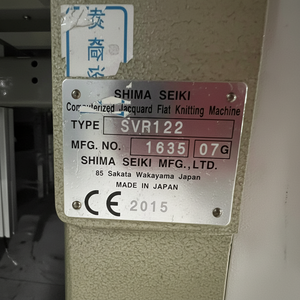 SHIMA SEIKI
Computerized Jacquard Flat Knitting Machine
TYPE SVR122
MFG. NO. 1635 07G
SHIMA SEIKI MFG., LTD.
85 Sakata Wakayama Japan
MADE IN JAPAN
CE 2015